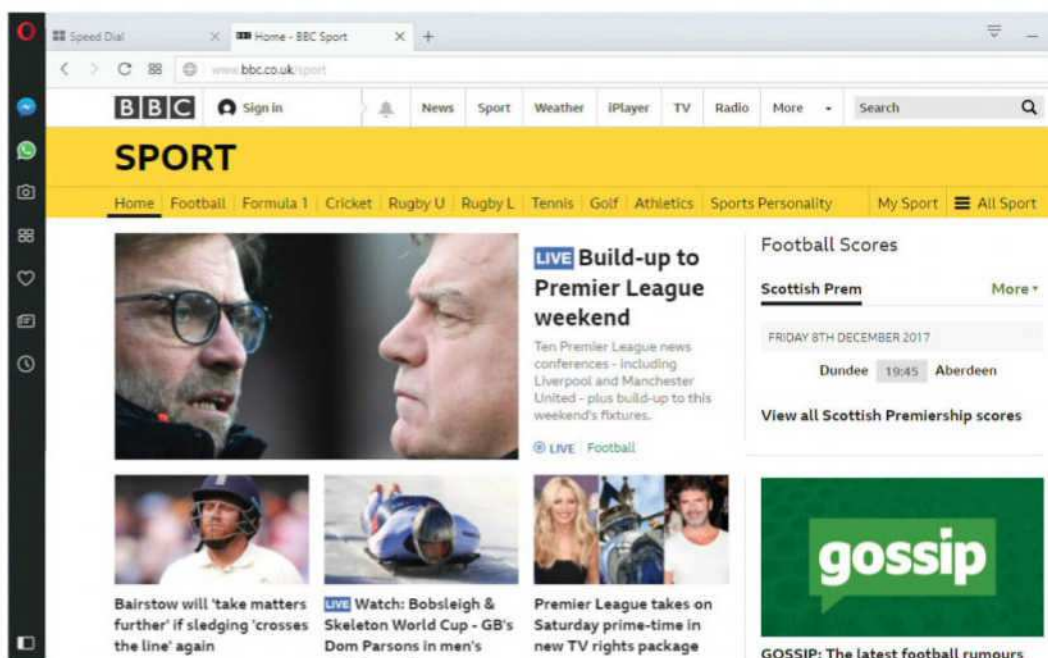 Speed Dial
Home - BBC Sport
www.bbc.co.uk/sport
BBC
Sign in
News
Sport
Weather
iPlayer
TV
Radio
More
Search
SPORT
Home
Football
Formula 1
Cricket
Rugby U
Rugby L
Tennis
Golf
Athletics
Sports Personality
My Sport
All Sport
LIVE Build-up to
Premier League
weekend
Ten Premier League news
conferences - including
Liverpool and Manchester
United - plus build-up to this
weekend's fixtures.
LIVE
Football
Football Scores
Scottish Prem
More
FRIDAY 8TH DECEMBER 2017
Dundee 19:45 Aberdeen
View all Scottish Premiership scores
Bairstow will 'take matters
further' if sledging 'crosses
the line' again
LIVE Watch: Bobsleigh &
Skeleton World Cup - GB's
Dom Parsons in men's
Premier League takes on
Saturday prime-time in
new TV rights package
gossip
GOSSIP: The latest football rumours